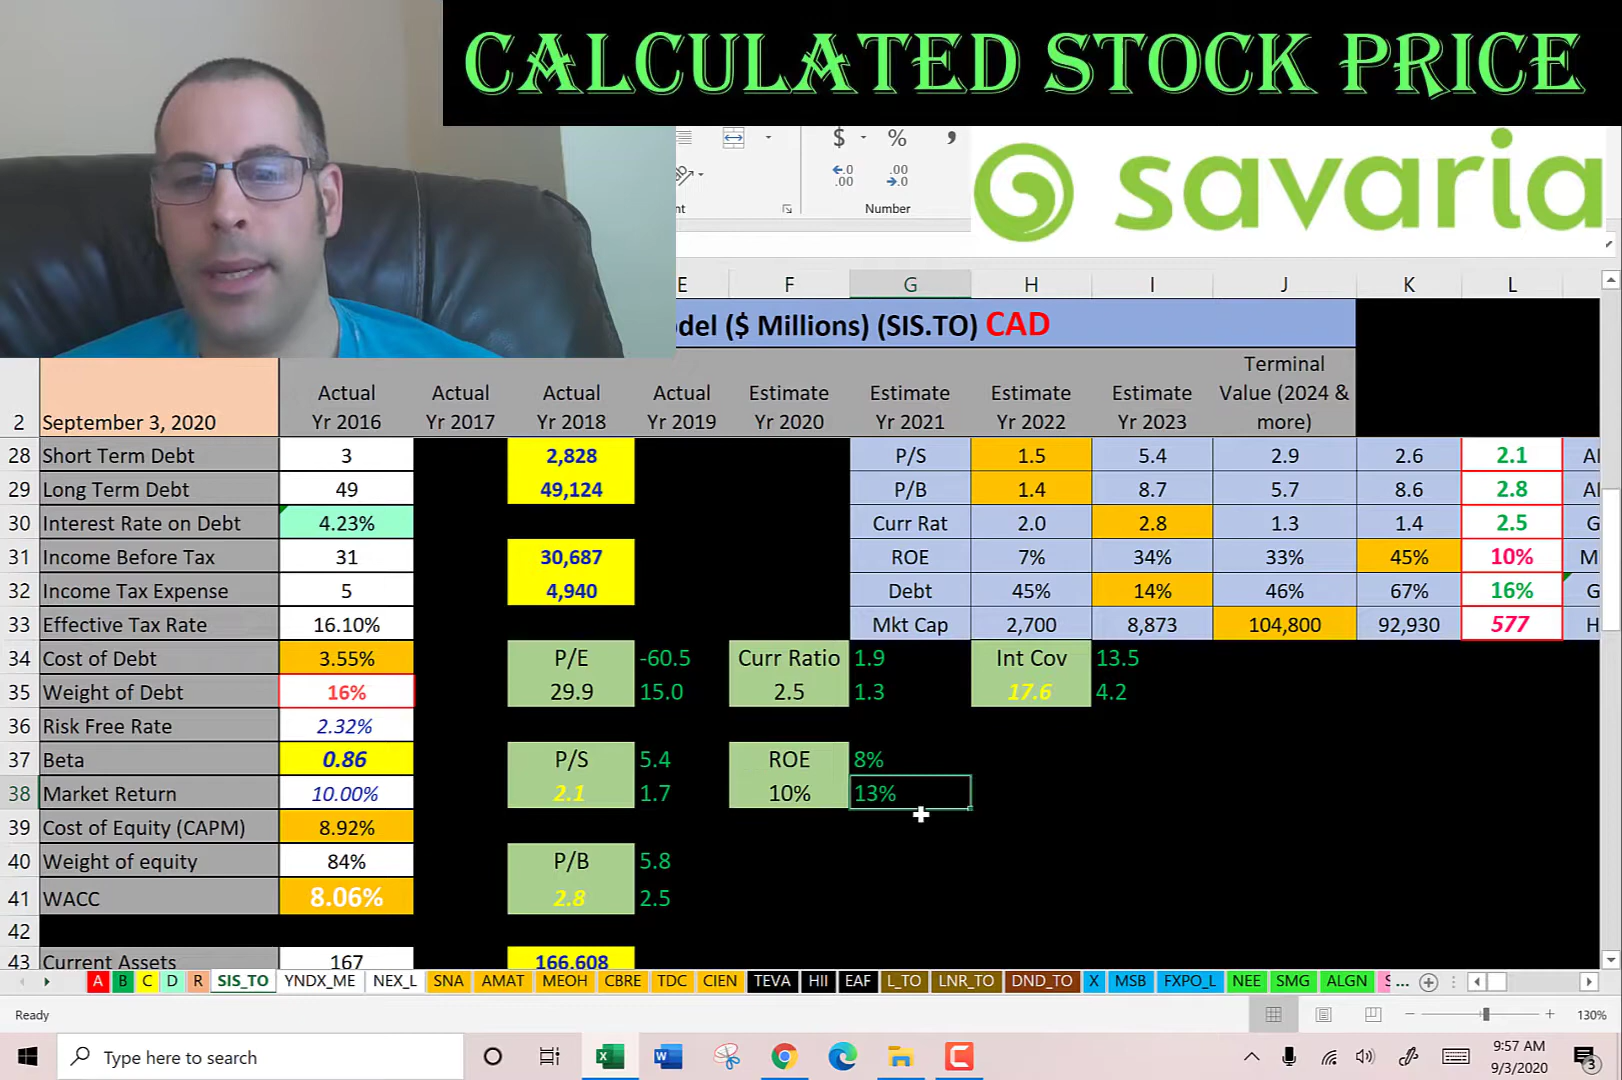 CALCULATED STOCK PRICE
savaria
$ % ,
.0 .00
.00 .0
nt Number
E F G H I J K L
del ($ Millions) (SIS.TO) CAD
2 September 3, 2020 Actual Yr 2016 Actual Yr 2017 Actual Yr 2018 Actual Yr 2019 Estimate Yr 2020 Estimate Yr 2021 Estimate Yr 2022 Estimate Yr 2023 Terminal Value (2024 & more)
28 Short Term Debt 3 2,828 P/S 1.5 5.4 2.9 2.6 2.1
29 Long Term Debt 49 49,124 P/B 1.4 8.7 5.7 8.6 2.8
30 Interest Rate on Debt 4.23% Curr Rat 2.0 2.8 1.3 1.4 2.5 G
31 Income Before Tax 31 30,687 ROE 7% 34% 33% 45% 10% M
32 Income Tax Expense 5 4,940 Debt 45% 14% 46% 67% 16% G
33 Effective Tax Rate 16.10% Mkt Cap 2,700 8,873 104,800 92,930 577 H
34 Cost of Debt 3.55% P/E -60.5 Curr Ratio 1.9 Int Cov 13.5
35 Weight of Debt 16% 29.9 15.0 2.5 1.3 17.6 4.2
36 Risk Free Rate 2.32%
37 Beta 0.86 P/S 5.4 ROE 8%
38 Market Return 10.00% 2.1 1.7 10% 13%
39 Cost of Equity (CAPM) 8.92%
40 Weight of equity 84% P/B 5.8
41 WACC 8.06% 2.8 2.5
42
43 Current Assets 167 166,608
A B C D R SIS_TO YNDX_ME NEX_L SNA AMAT MEOH CBRE TDC CIEN TEVA HII EAF L_TO LNR_TO DND_TO X MSB FXPO_L NEE SMG ALGN ...
Ready 130%
Type here to search
9:57 AM
9/3/2020
3